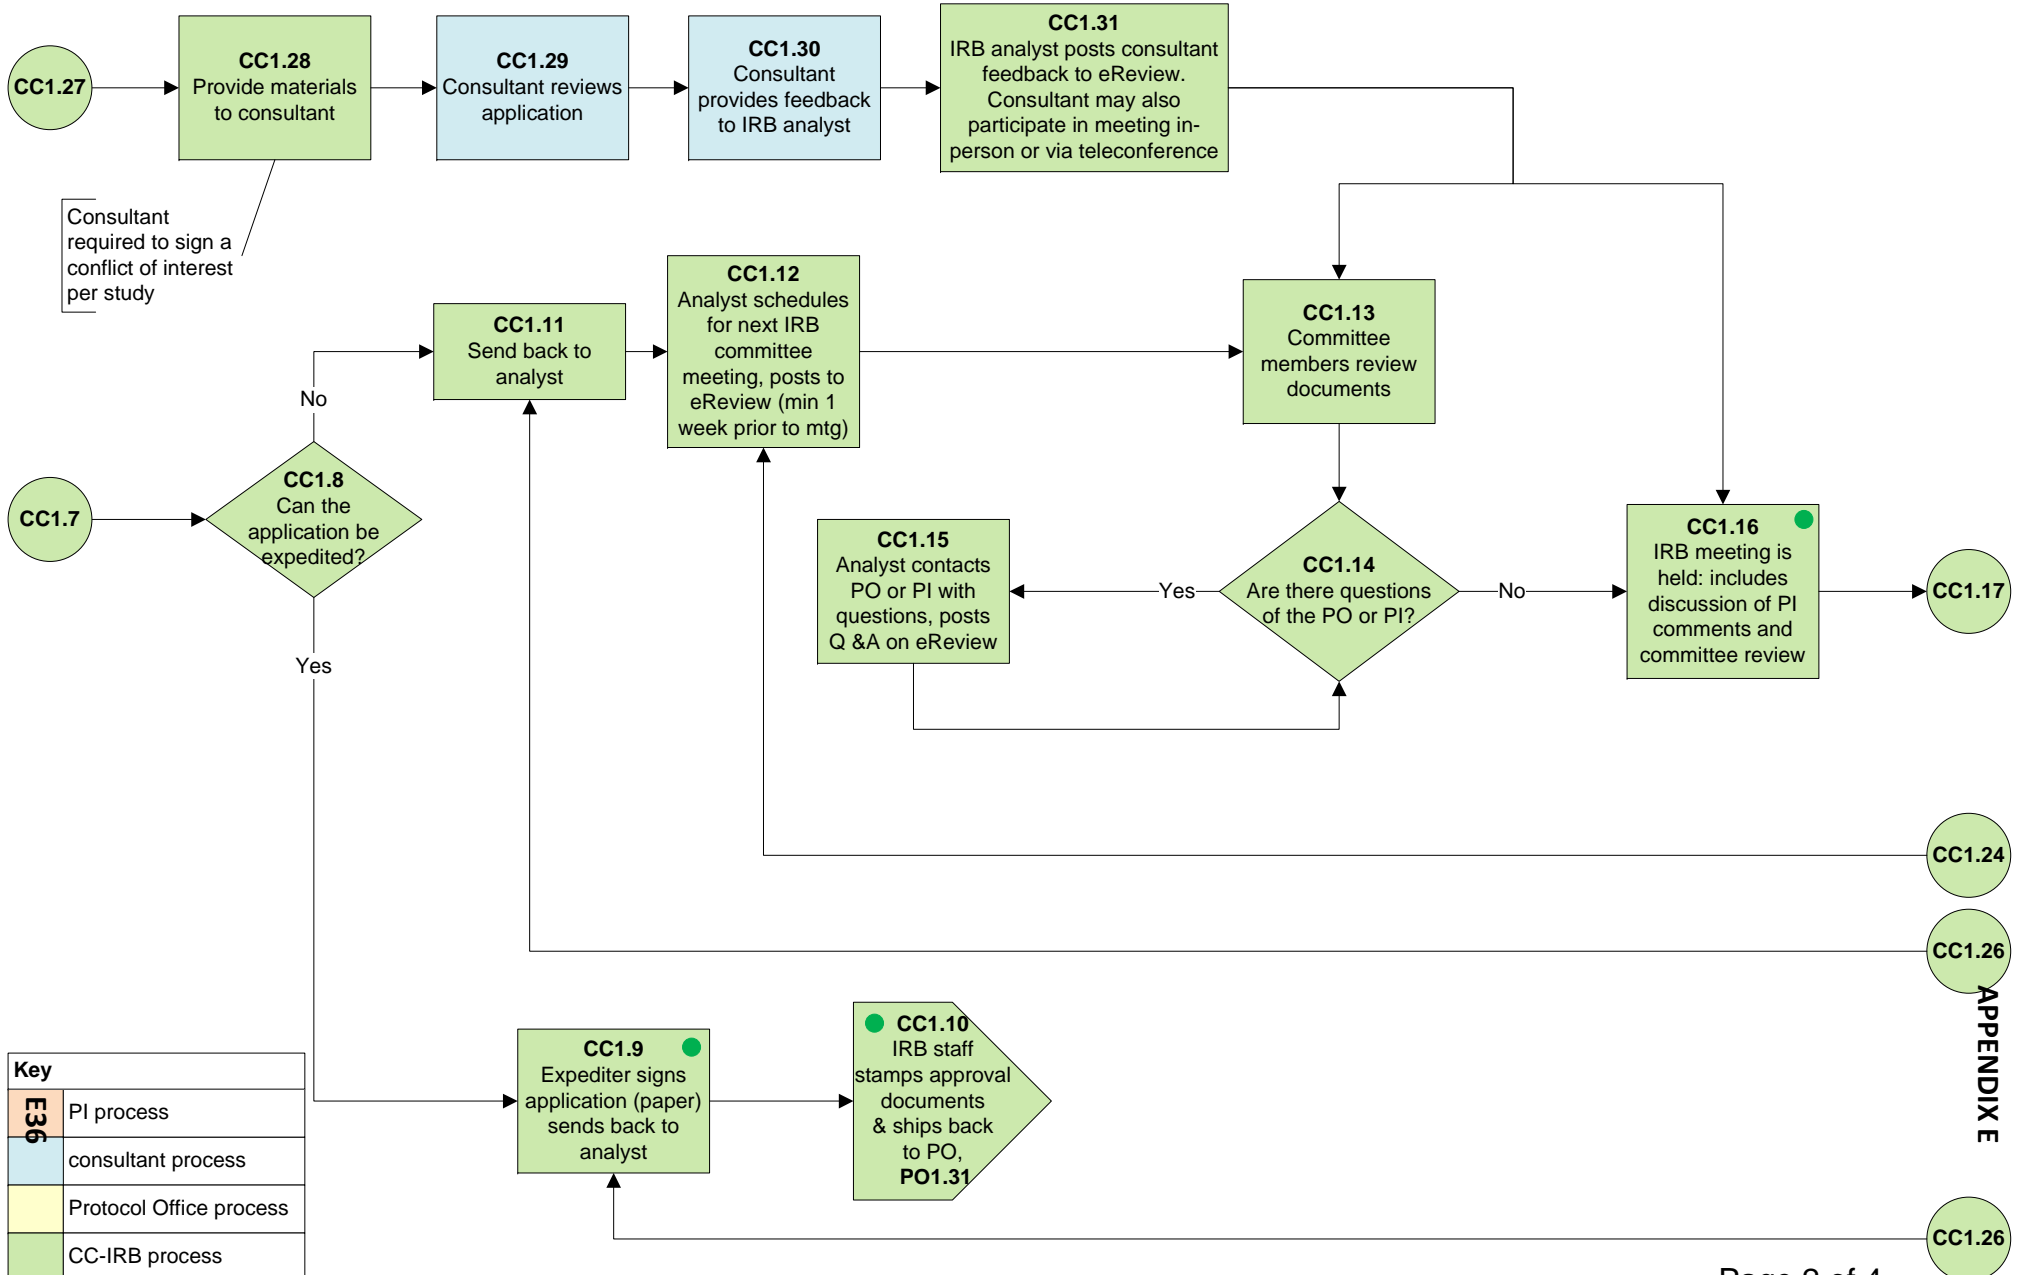 CC1.27
CC1.28
Provide materials
to consultant
CC1.29
Consultant reviews
application
CC1.30
Consultant
provides feedback
to IRB analyst
CC1.31
IRB analyst posts consultant
feedback to eReview.
Consultant may also
participate in meeting in-
person or via teleconference
Consultant
required to sign a
conflict of interest
per study
CC1.11
Send back to
analyst
CC1.12
Analyst schedules
for next IRB
committee
meeting, posts to
eReview (min 1
week prior to mtg)
CC1.13
Committee
members review
documents
No
CC1.7
CC1.8
Can the
application be
expedited?
Yes
CC1.15
Analyst contacts
PO or PI with
questions, posts
Q &A on eReview
Yes
CC1.14
Are there questions
of the PO or PI?
No
CC1.16
IRB meeting is
held: includes
discussion of PI
comments and
committee review
CC1.17
CC1.24
CC1.26
APPENDIX E
CC1.9
Expediter signs
application (paper)
sends back to
analyst
CC1.10
IRB staff
stamps approval
documents
& ships back
to PO,
PO1.31
CC1.26
Key
E36
PI process
consultant process
Protocol Office process
CC-IRB process